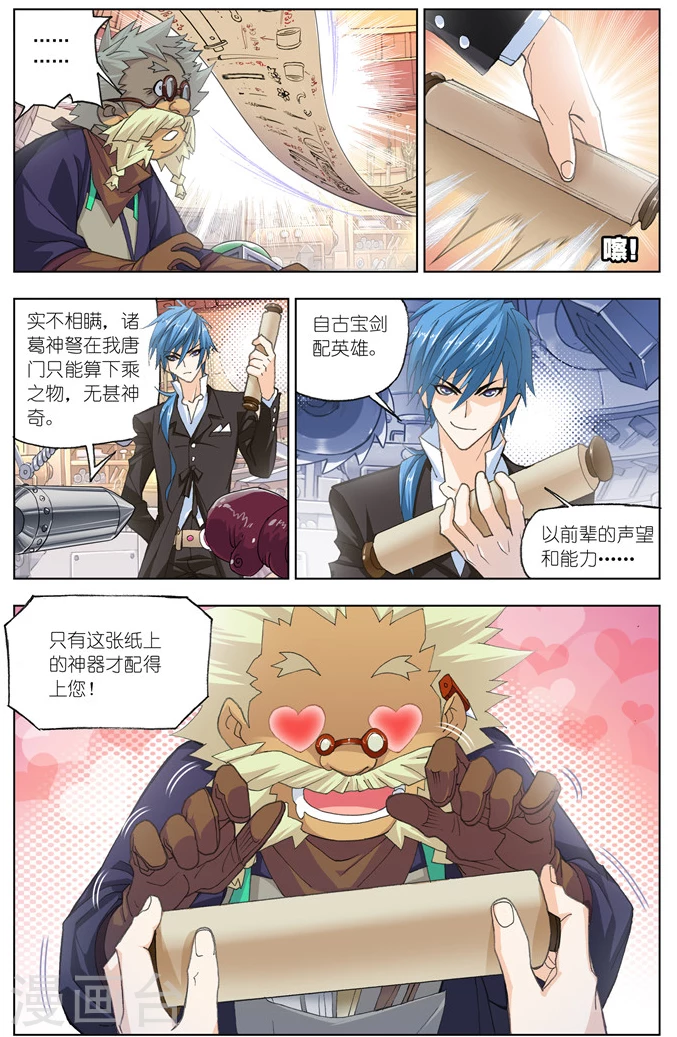 ……
……
嚓！
实不相瞒，诸
葛神弩在我唐
门只能算下乘
之物，无甚神
奇。
自古宝剑
配英雄。
以前辈的声望
和能力……
只有这张纸上
的神器才配得
上您！
漫画台